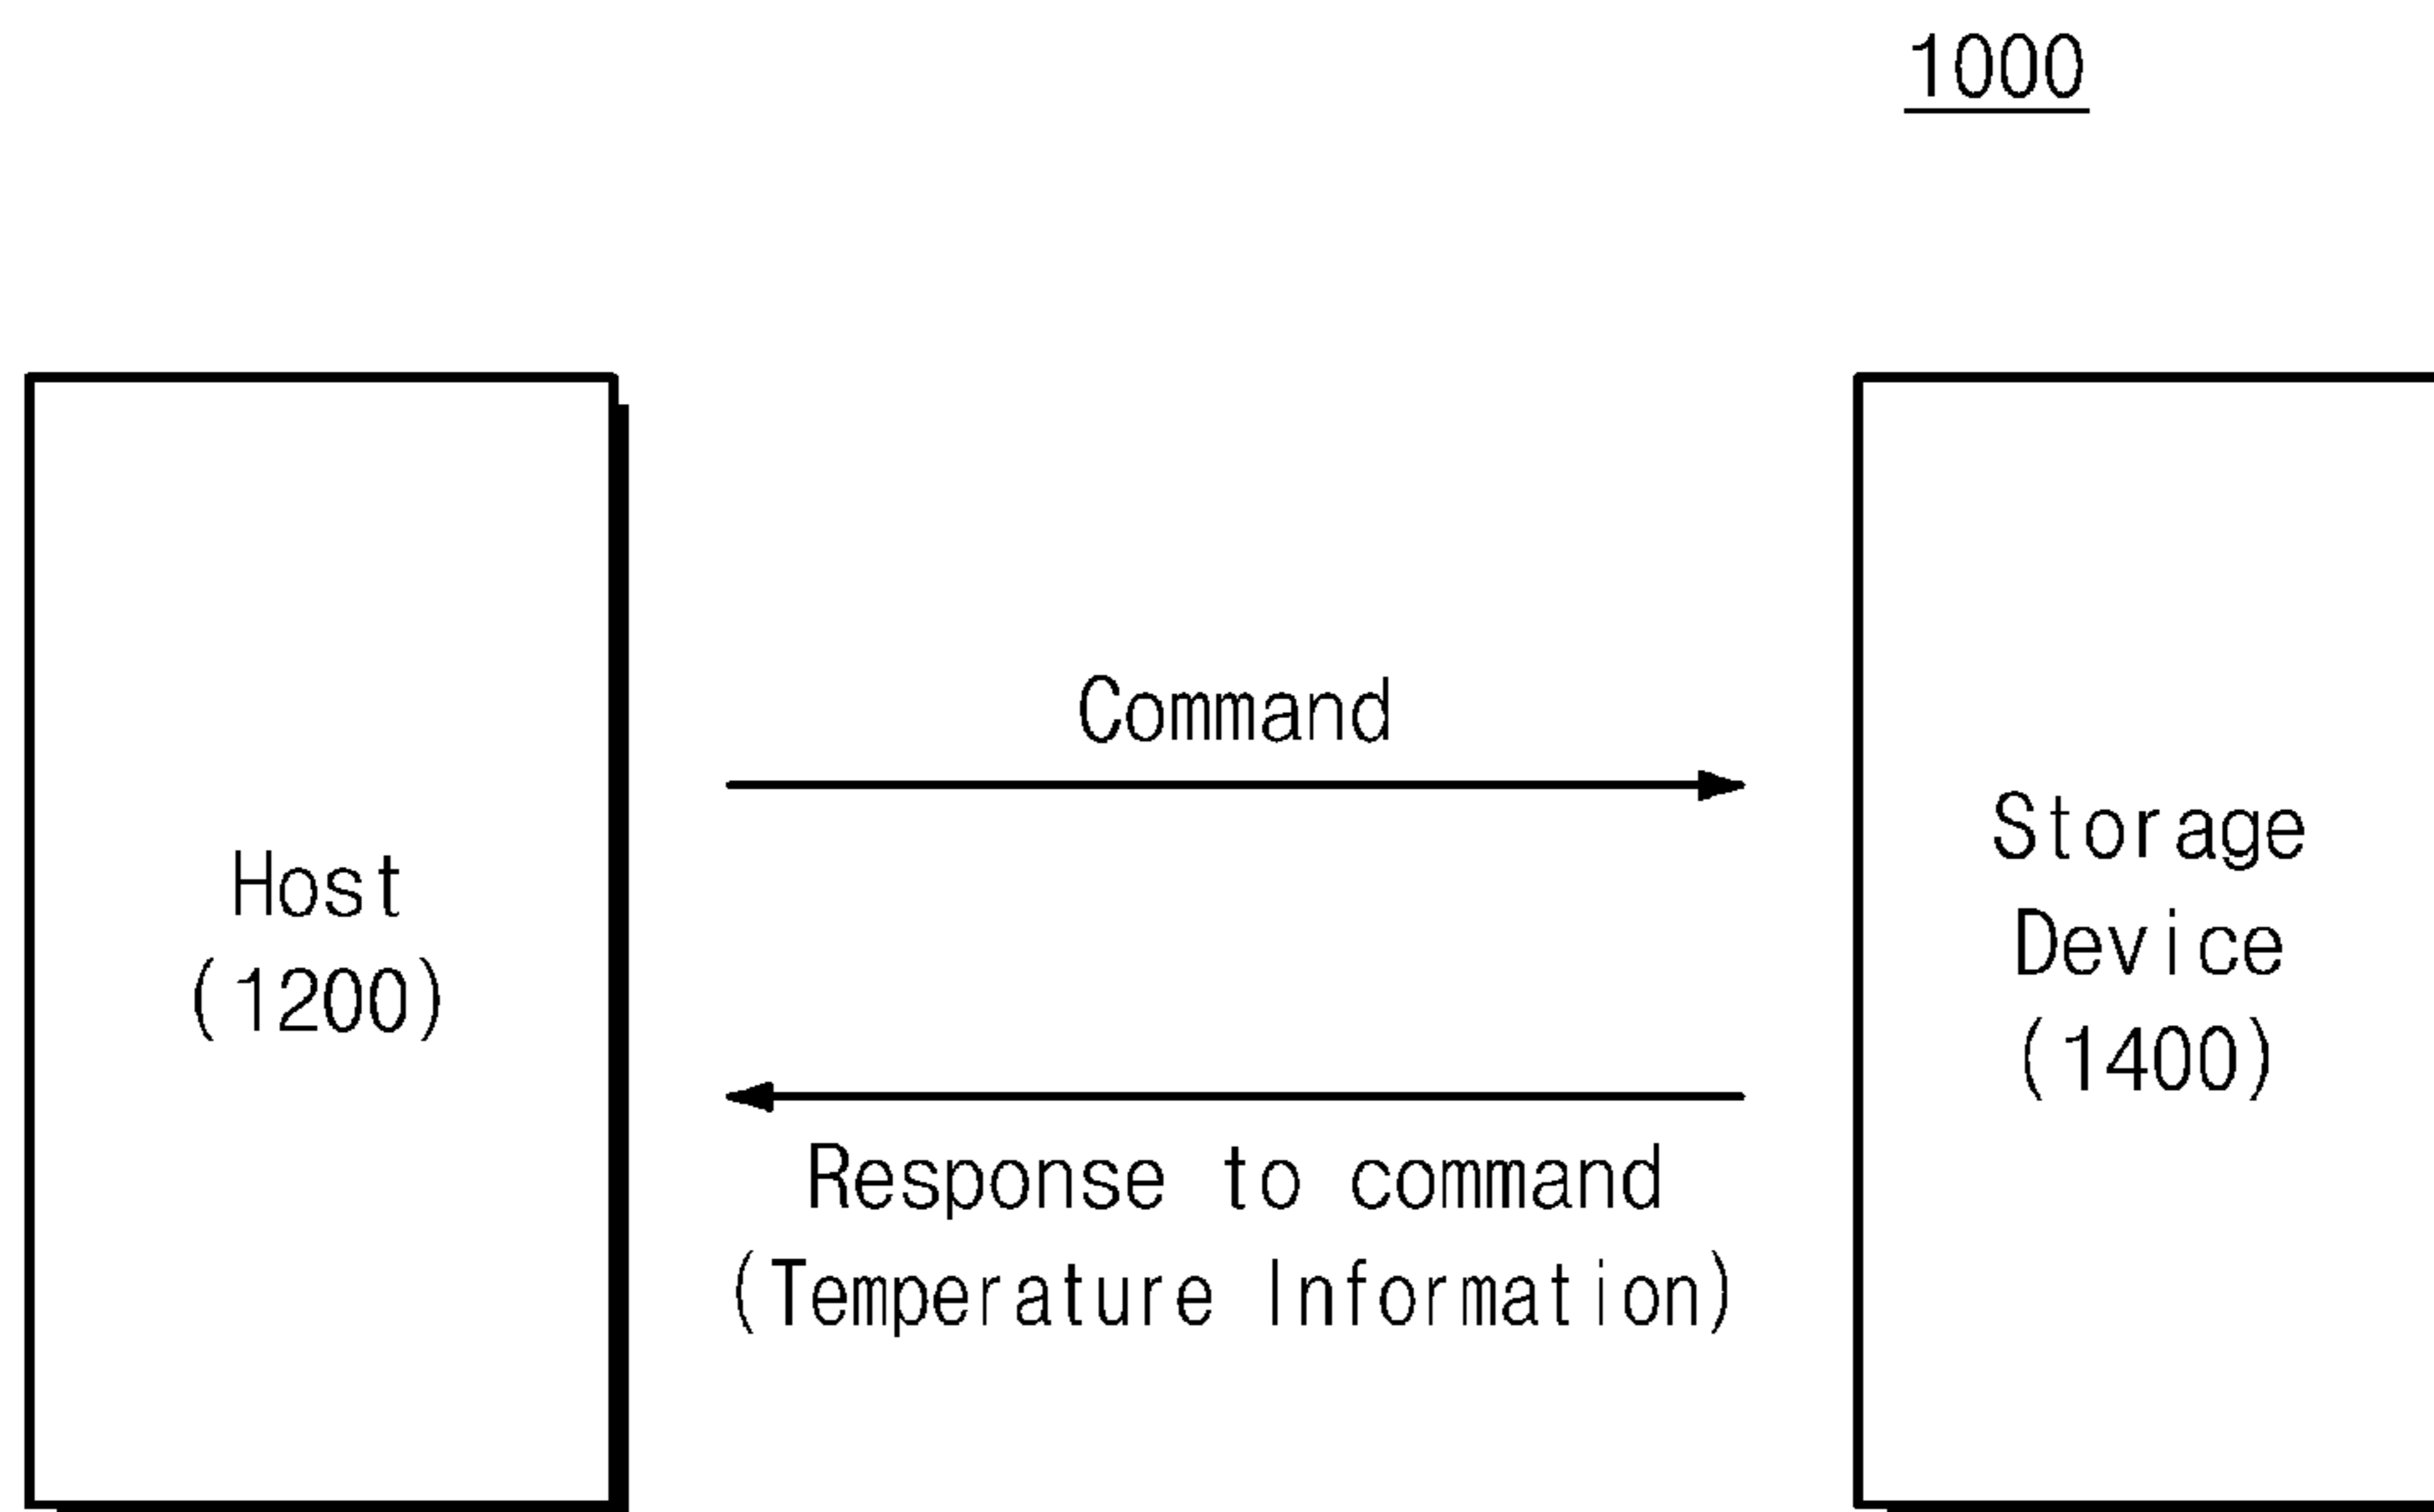 1000
Host
(1200)
Command
Response to command
(Temperature Information)
Storage
Device
(1400)